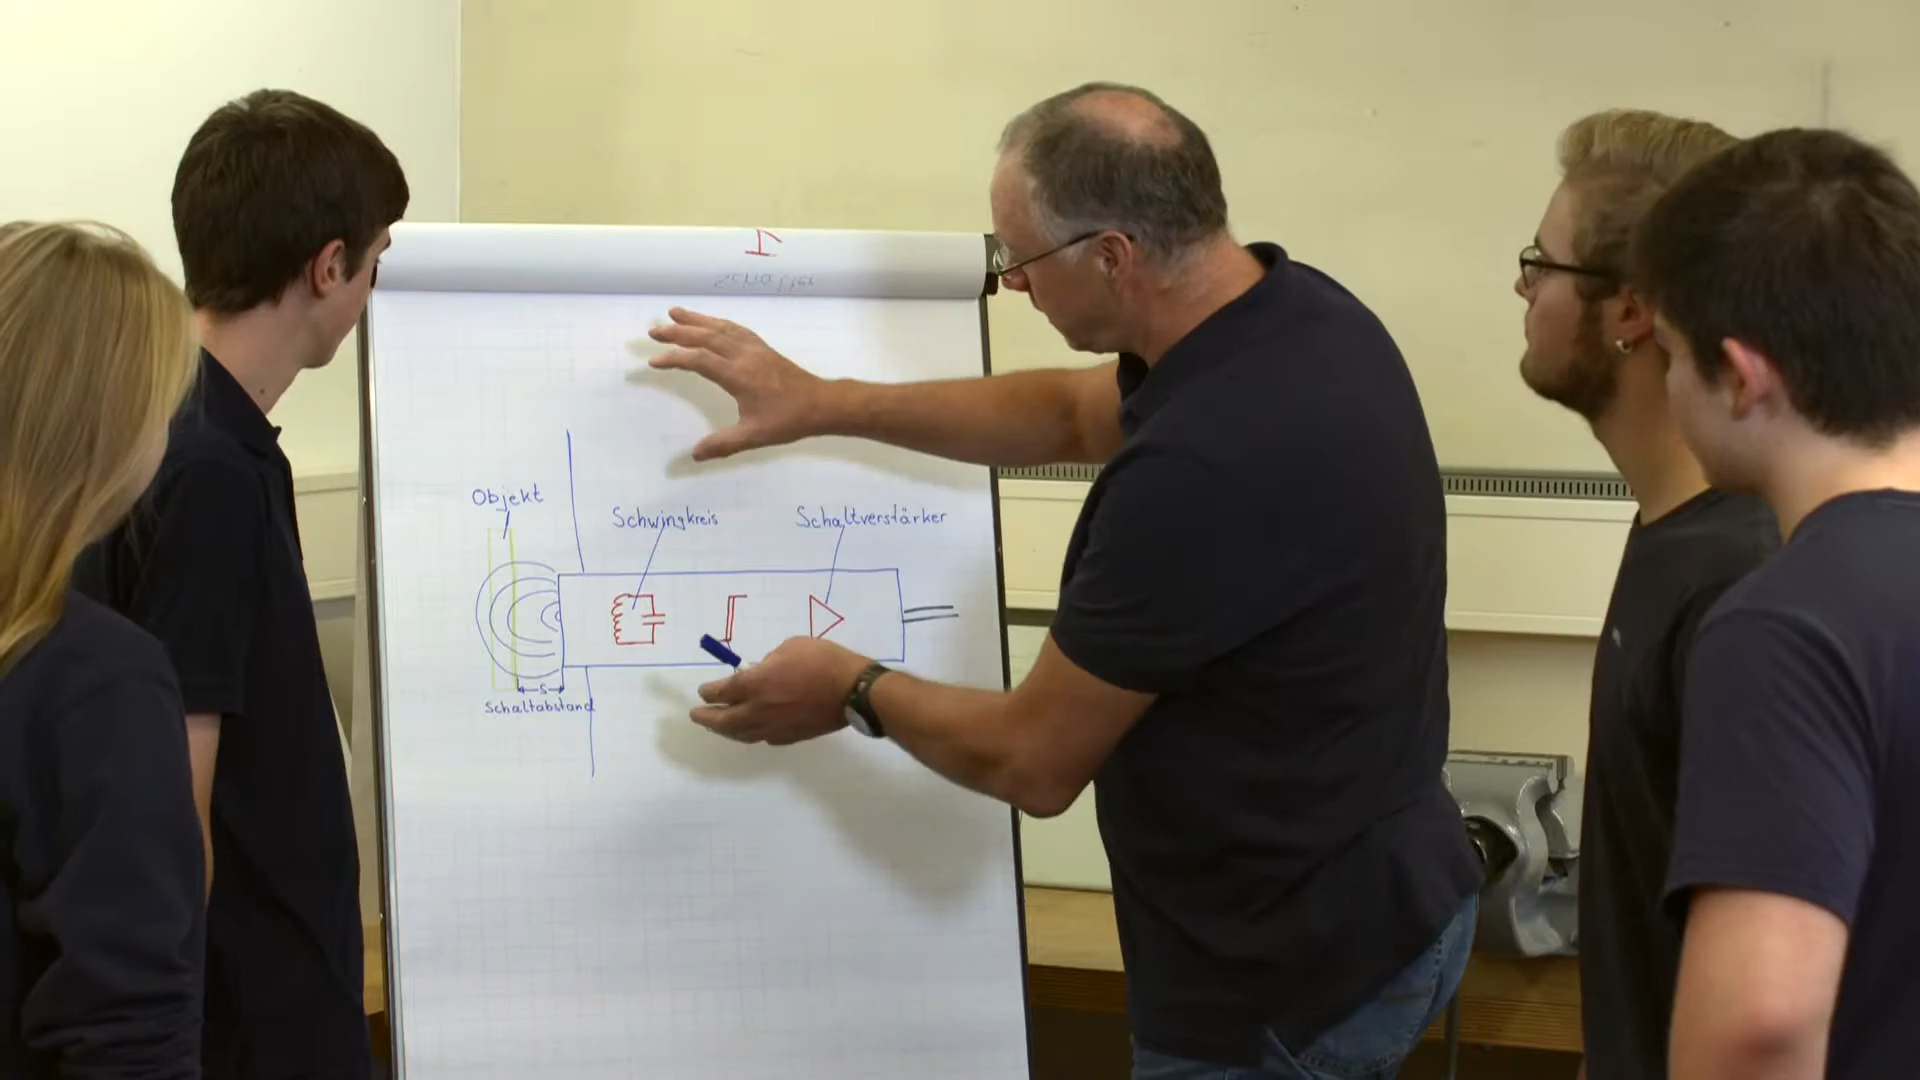 Objekt
Schwingkreis
Schaltverstärker
S
Schaltabstand